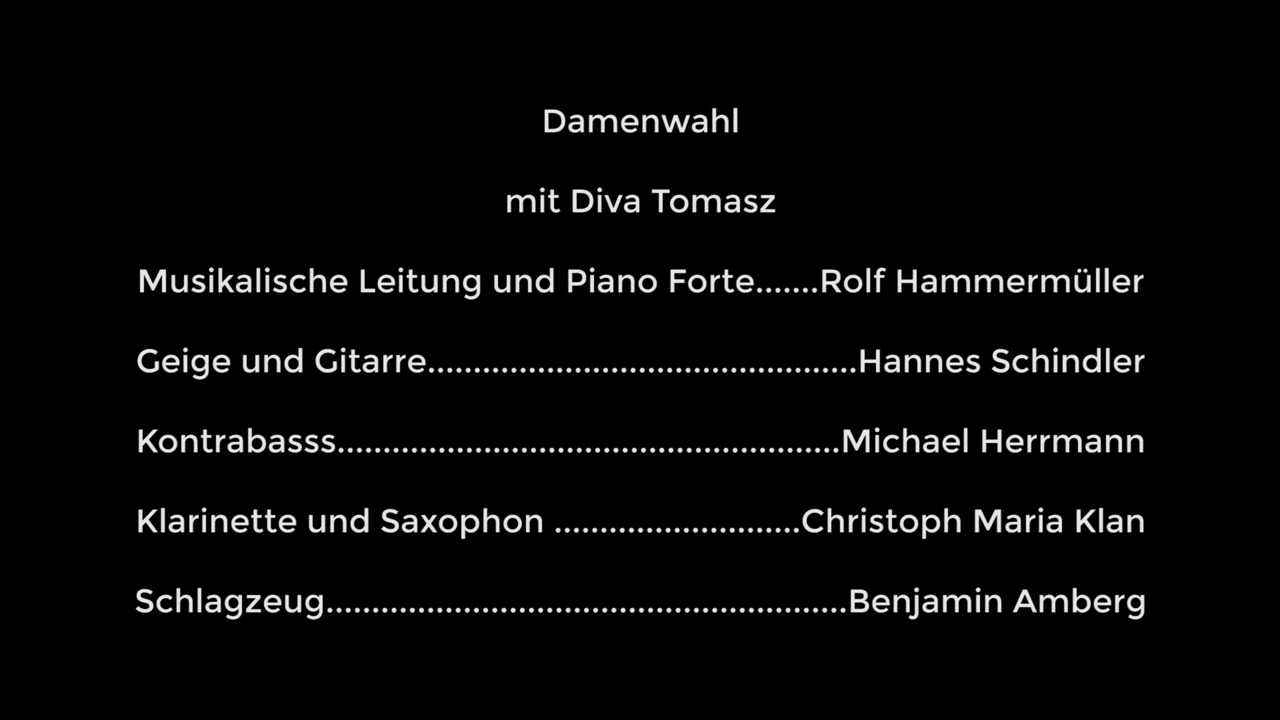 Damenwahl
mit Diva Tomasz
Musikalische Leitung und Piano Forte.......Rolf Hammermüller
Geige und Gitarre...............................................Hannes Schindler
Kontrabasss.......................................................Michael Herrmann
Klarinette und Saxophon ...........................Christoph Maria Klan
Schlagzeug.........................................................Benjamin Amberg